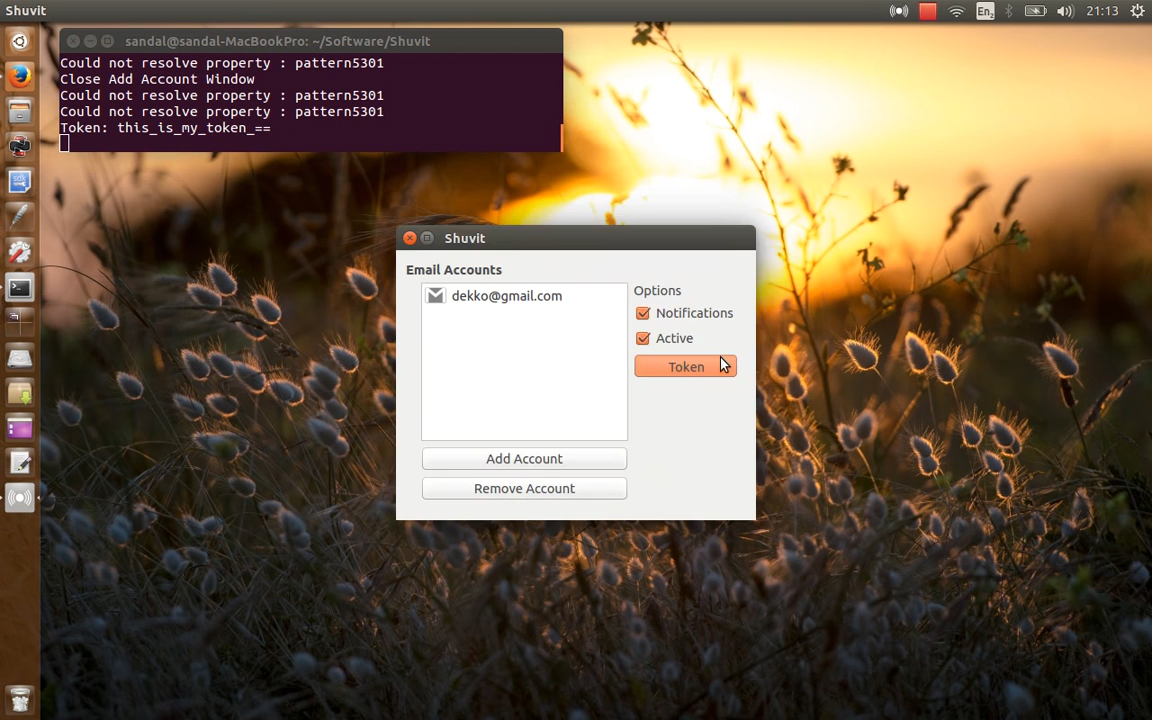 Shuvit
En2
21:13
sandal@sandal-MacBookPro: ~/Software/Shuvit
Could not resolve property : pattern5301
Close Add Account Window
Could not resolve property : pattern5301
Could not resolve property : pattern5301
Token: this_is_my_token_==
Shuvit
Email Accounts
dekko@gmail.com
Options
Notifications
Active
Token
Add Account
Remove Account